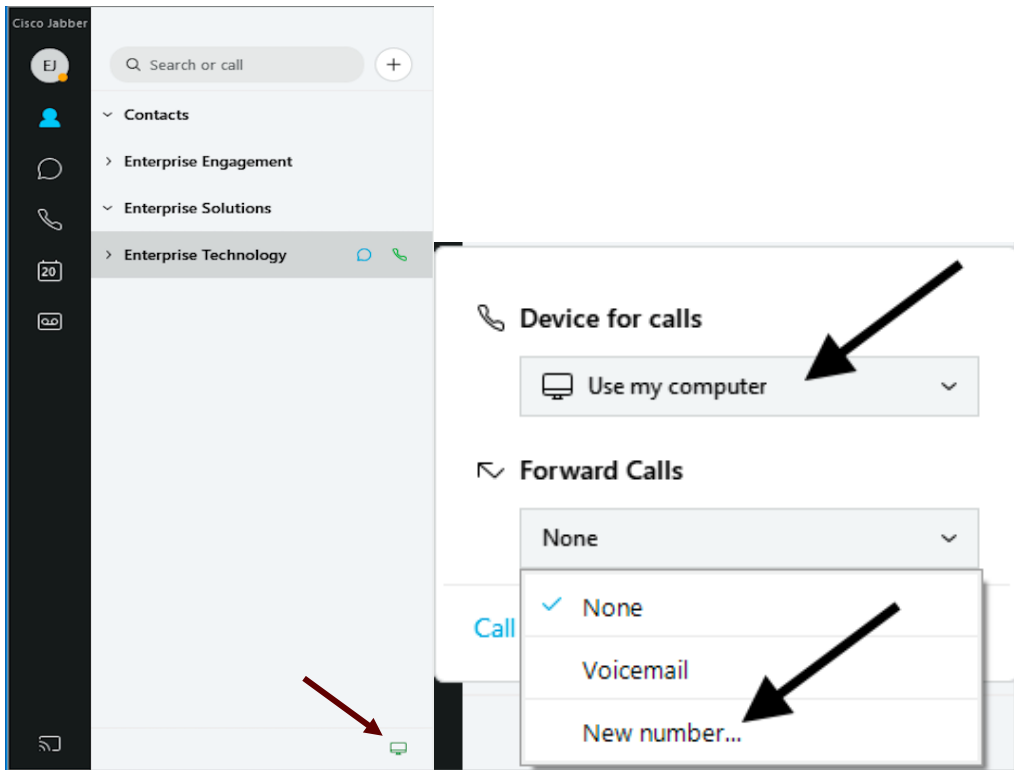 Cisco Jabber
EJ
Search or call
Contacts
Enterprise Engagement
Enterprise Solutions
Enterprise Technology
20
Device for calls
Use my computer
Forward Calls
None
None
Call
Voicemail
New number...